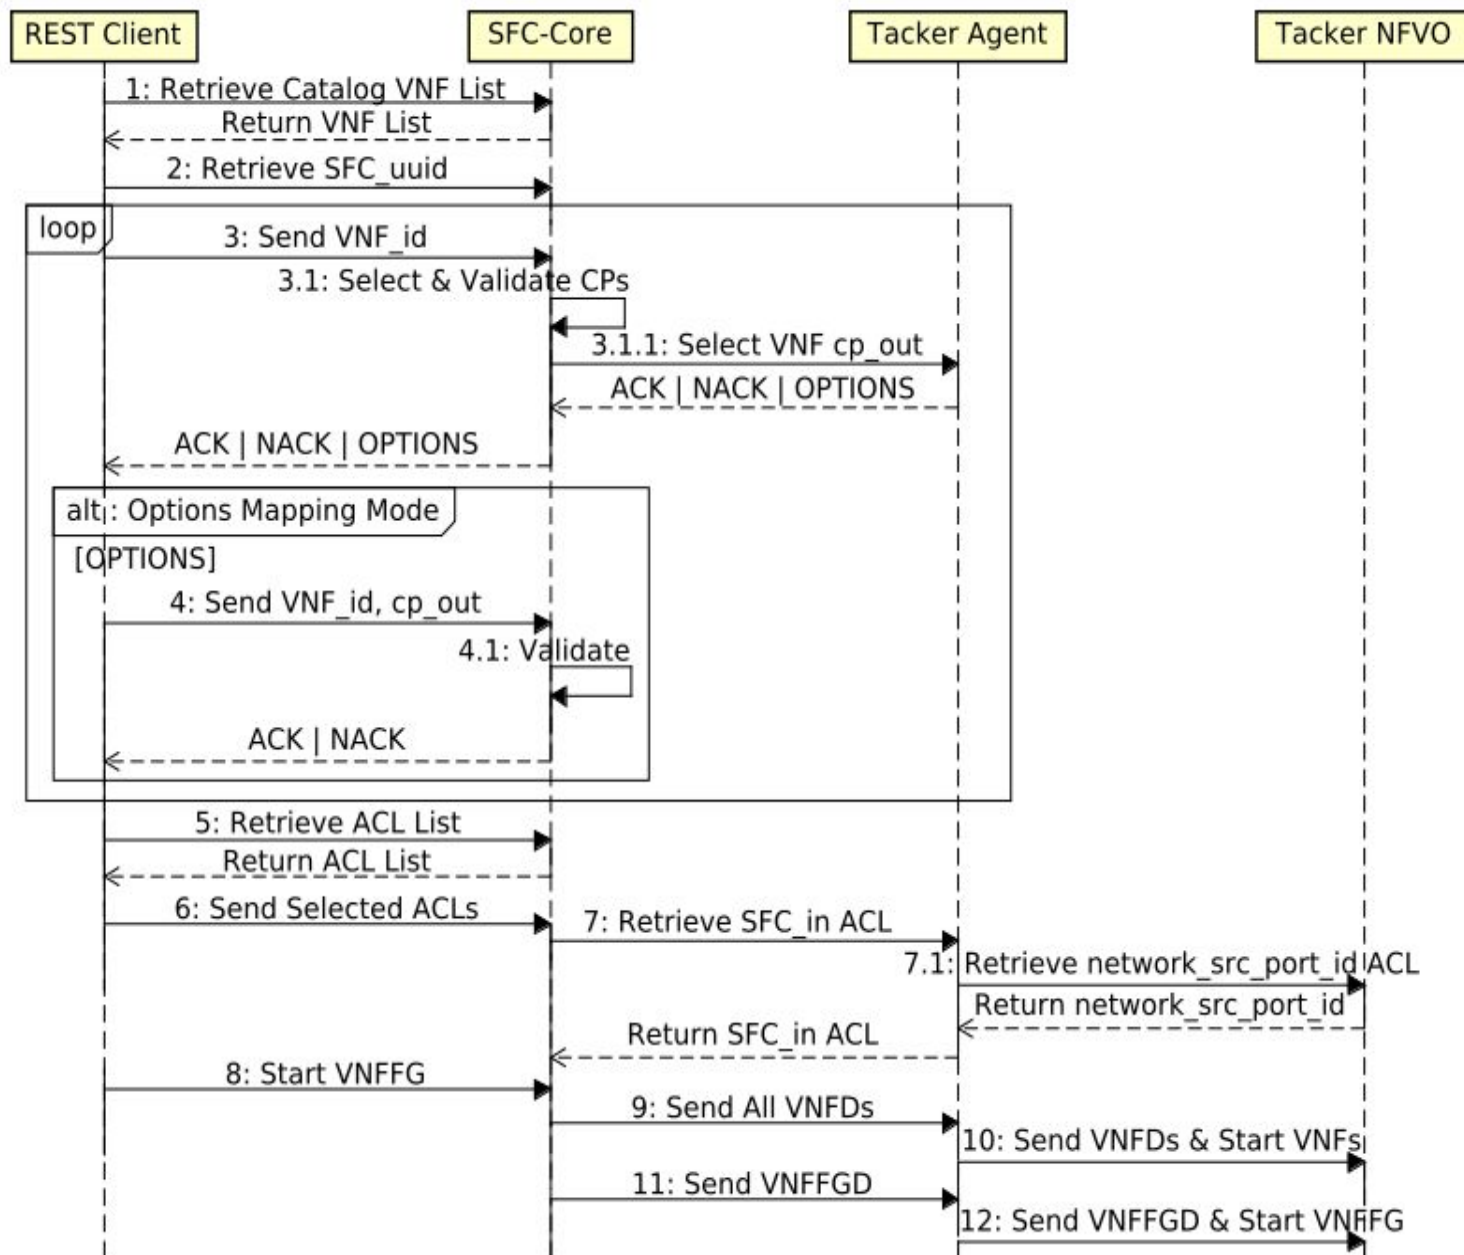 REST Client
SFC-Core
Tacker Agent
Tacker NFVO
1: Retrieve Catalog VNF List
Return VNF List
2: Retrieve SFC_uuid
loop
3: Send VNF_id
3.1: Select & Validate CPs
3.1.1: Select VNF cp_out
ACK | NACK | OPTIONS
ACK | NACK | OPTIONS
alt : Options Mapping Mode
[OPTIONS]
4: Send VNF_id, cp_out
4.1: Validate
ACK | NACK
5: Retrieve ACL List
Return ACL List
6: Send Selected ACLs
7: Retrieve SFC_in ACL
7.1: Retrieve network_src_port_id ACL
Return network_src_port_id
Return SFC_in ACL
8: Start VNFFG
9: Send All VNFDs
10: Send VNFDs & Start VNFs
11: Send VNFFGD
12: Send VNFFGD & Start VNFFG